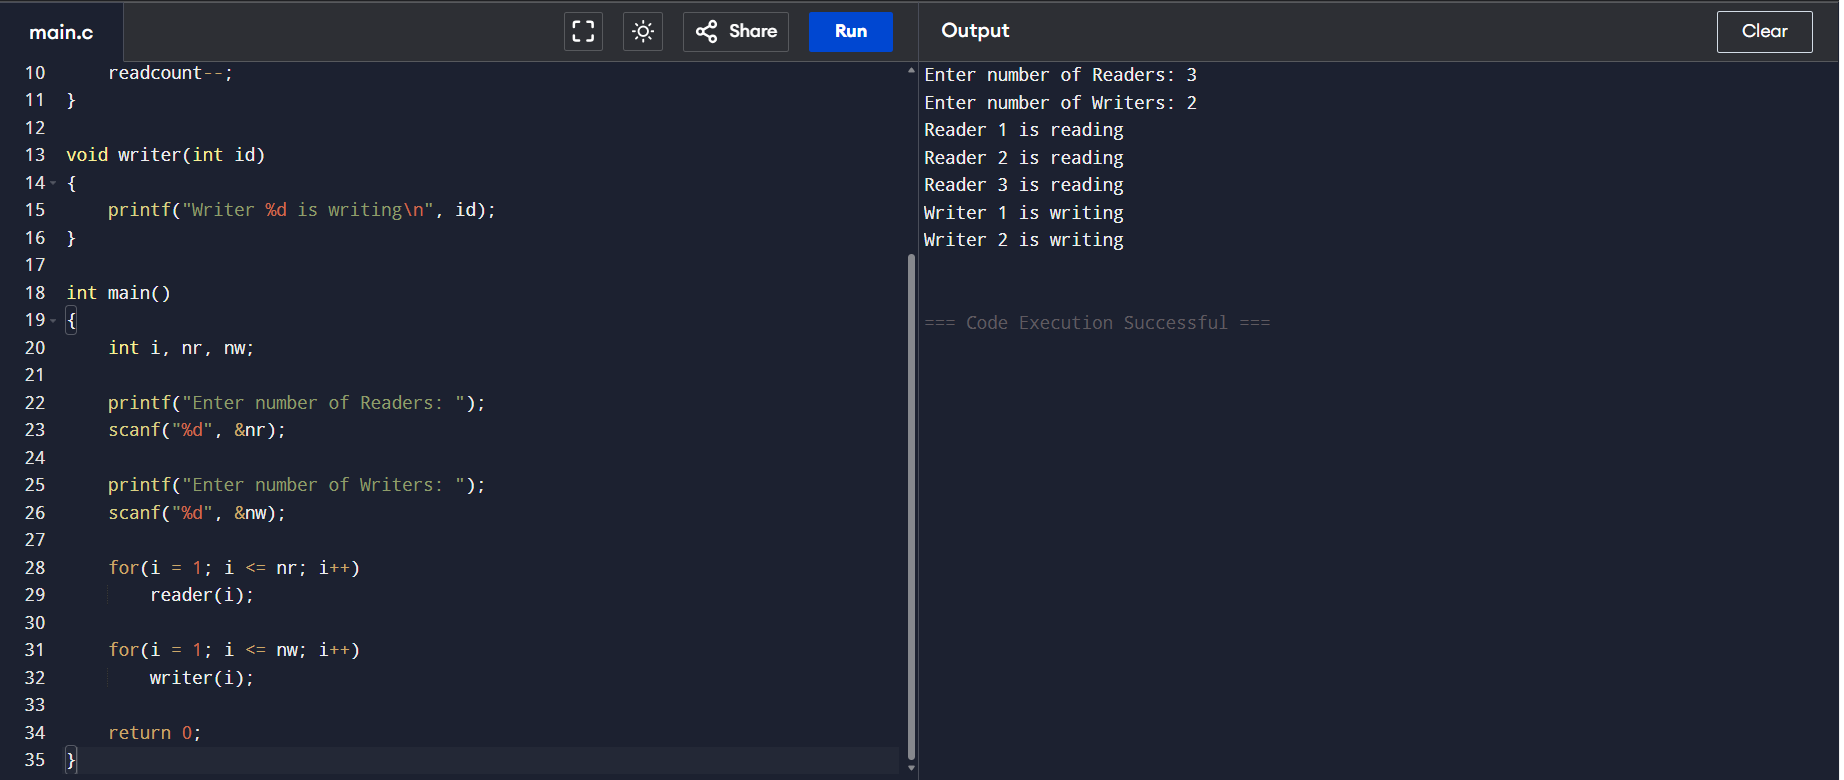 main.c
Share
Run
Output
Clear
10 readcount--;
11 }
12
13 void writer(int id)
14 {
15 printf("Writer %d is writing\n", id);
16 }
17
18 int main()
19 {
20 int i, nr, nw;
21
22 printf("Enter number of Readers: ");
23 scanf("%d", &nr);
24
25 printf("Enter number of Writers: ");
26 scanf("%d", &nw);
27
28 for(i = 1; i <= nr; i++)
29 reader(i);
30
31 for(i = 1; i <= nw; i++)
32 writer(i);
33
34 return 0;
35 }
Enter number of Readers: 3
Enter number of Writers: 2
Reader 1 is reading
Reader 2 is reading
Reader 3 is reading
Writer 1 is writing
Writer 2 is writing
=== Code Execution Successful ===